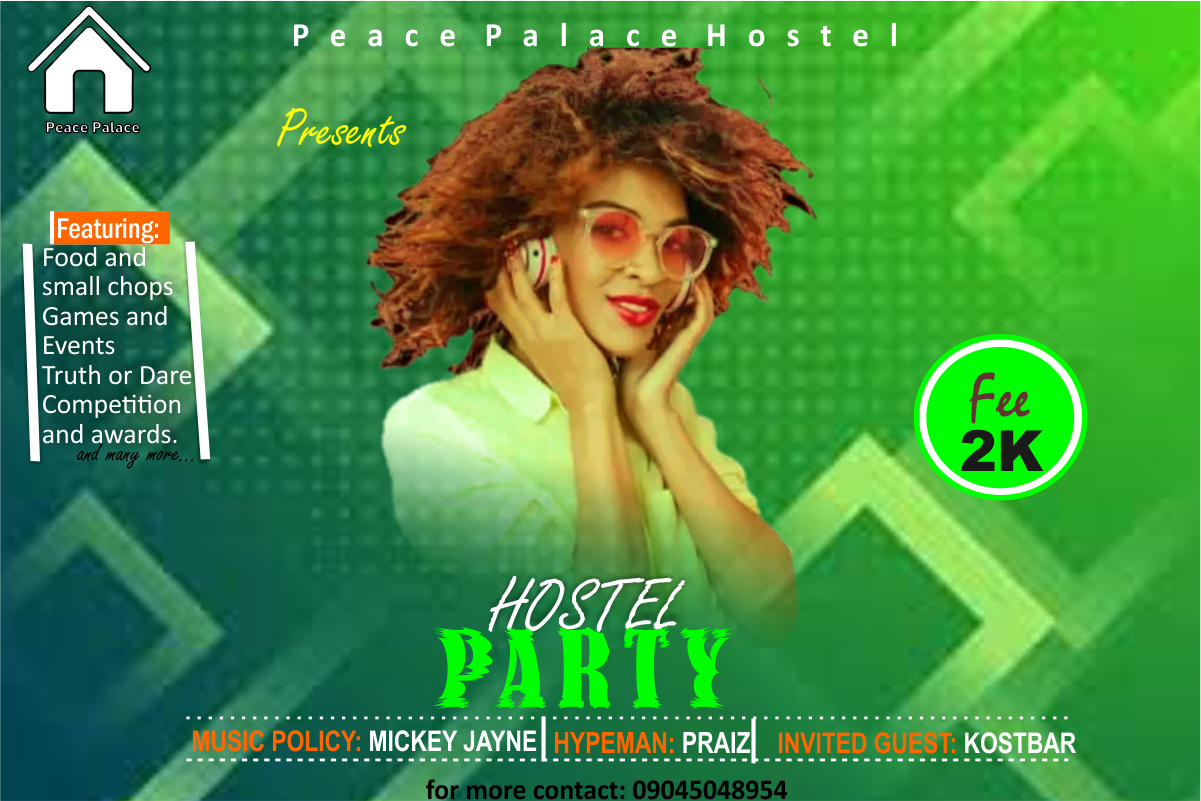 Peace Palace Hostel
Peace Palace
Presents
Featuring:
Food and
small chops
Games and
Events
Truth or Dare
Competition
and awards.
and many more...
Fee
2K
HOSTEL
PARTY
MUSIC POLICY: MICKEY JAYNE HYPEMAN: PRAIZ INVITED GUEST: KOSTBAR
for more contact: 09045048954